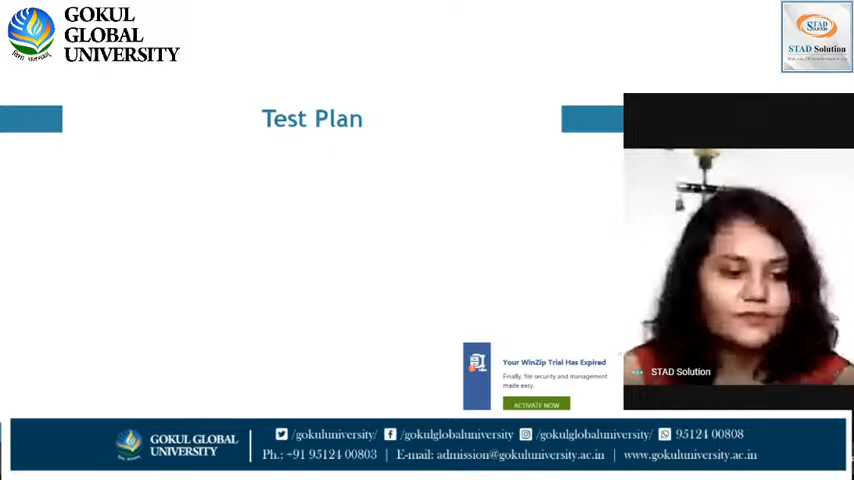 GOKUL
GLOBAL
UNIVERSITY
STAD
SOLUTION
STAD Solution
Test Plan
Your WinZip Trial Has Expired
Finally, file security and management
made easy.
ACTIVATE NOW
STAD Solution
GOKUL GLOBAL
UNIVERSITY
/gokuluniversity/ /gokulglobaluniversity /gokulglobaluniversity/ 95124 00808
Ph.: +91 95124 00803 | E-mail: admission@gokuluniversity.ac.in | www.gokuluniversity.ac.in